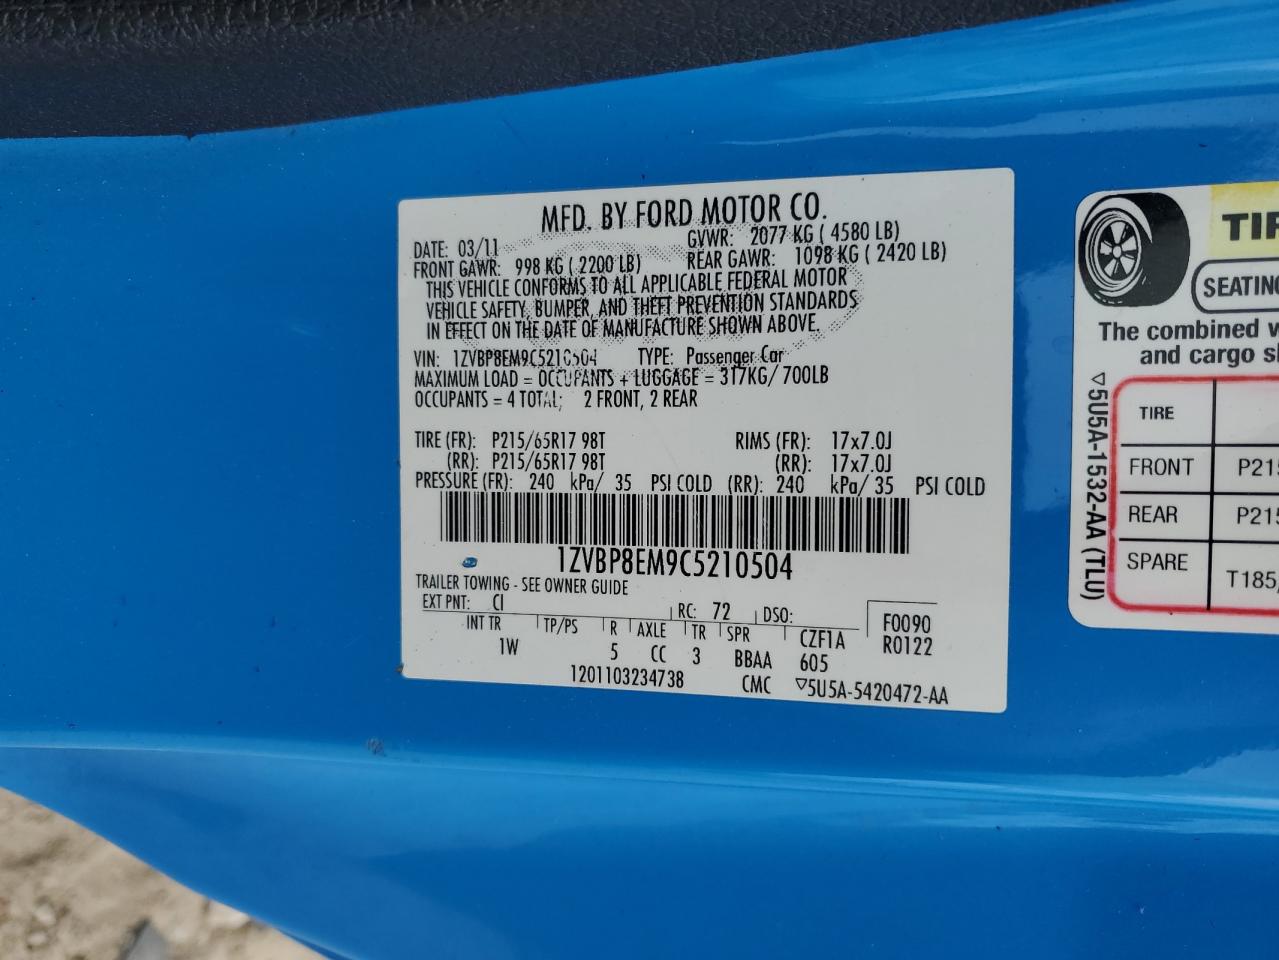 MFD. BY FORD MOTOR CO.
DATE: 03/11 GVWR: 2077 KG ( 4580 LB)
FRONT GAWR: 998 KG ( 2200 LB) REAR GAWR: 1098 KG ( 2420 LB)
THIS VEHICLE CONFORMS TO ALL APPLICABLE FEDERAL MOTOR
VEHICLE SAFETY, BUMPER, AND THEFT PREVENTION STANDARDS
IN EFFECT ON THE DATE OF MANUFACTURE SHOWN ABOVE.
VIN: 1ZVBP8EM9C5210504 TYPE: Passenger Car
MAXIMUM LOAD = OCCUPANTS + LUGGAGE = 317KG/ 700LB
OCCUPANTS = 4 TOTAL; 2 FRONT, 2 REAR
TIRE (FR): P215/65R17 98T RIMS (FR): 17x7.0J
(RR): P215/65R17 98T (RR): 17x7.0J
PRESSURE (FR): 240 kPa/ 35 PSI COLD (RR): 240 kPa/ 35 PSI COLD
1ZVBP8EM9C5210504
TRAILER TOWING - SEE OWNER GUIDE
EXT PNT: CI RC: 72 DSO: F0090
INT TR TP/PS R AXLE TR SPR CZF1A R0122
1W 5 CC 3 BBAA 605
1201103234738 CMC ▽5U5A-5420472-AA
TIR
SEATING
The combined w
and cargo s
TIRE
FRONT P215
REAR P215
SPARE T185/
▽5U5A-1532-AA (TLU)